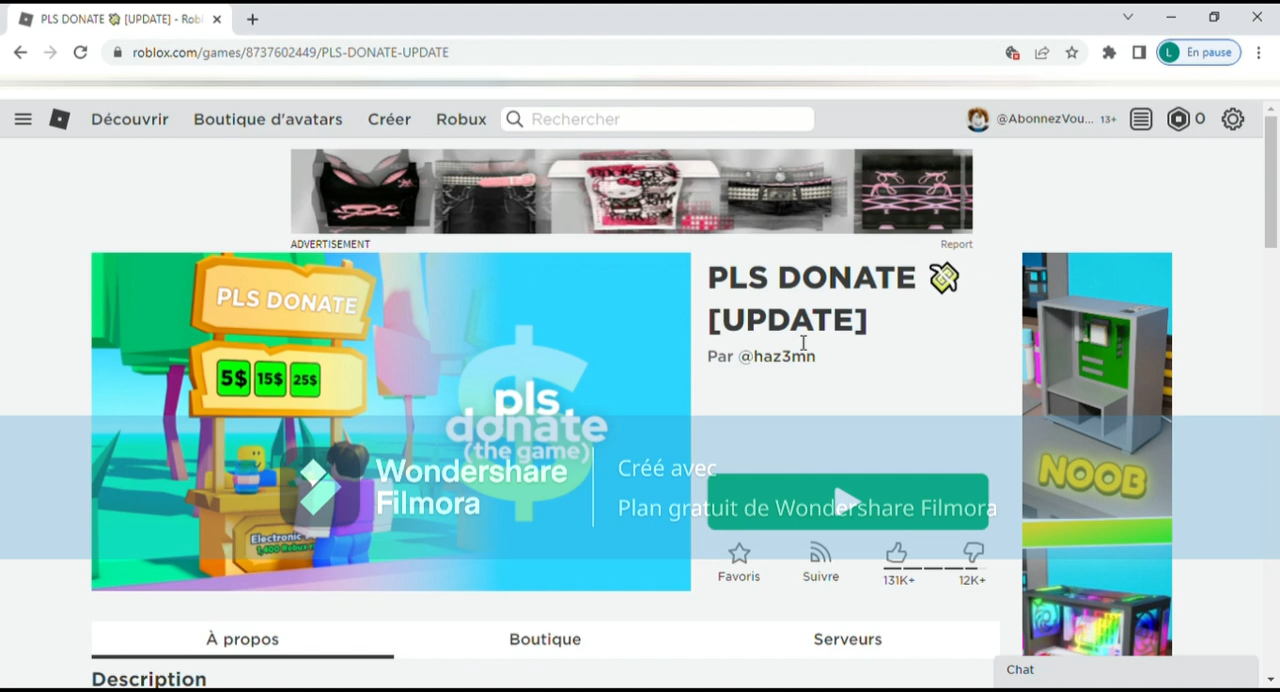 PLS DONATE 💸 [UPDATE] - Rob
roblox.com/games/8737602449/PLS-DONATE-UPDATE
L En pause
Découvrir Boutique d'avatars Créer Robux Rechercher @AbonnezVou... 13+ 0
ADVERTISEMENT Report
PLS DONATE
5$ 15$ 25$
pls
donate
(the game)
Electronic
PLS DONATE 💸
[UPDATE]
Par @haz3mn
Wondershare
Filmora
Créé avec
Plan gratuit de Wondershare Filmora
Favoris Suivre 131K+ 12K+
NOOB
À propos Boutique Serveurs
Description
Chat